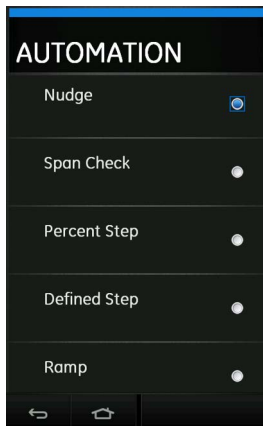 AUTOMATION
Nudge
Span Check
Percent Step
Defined Step
Ramp